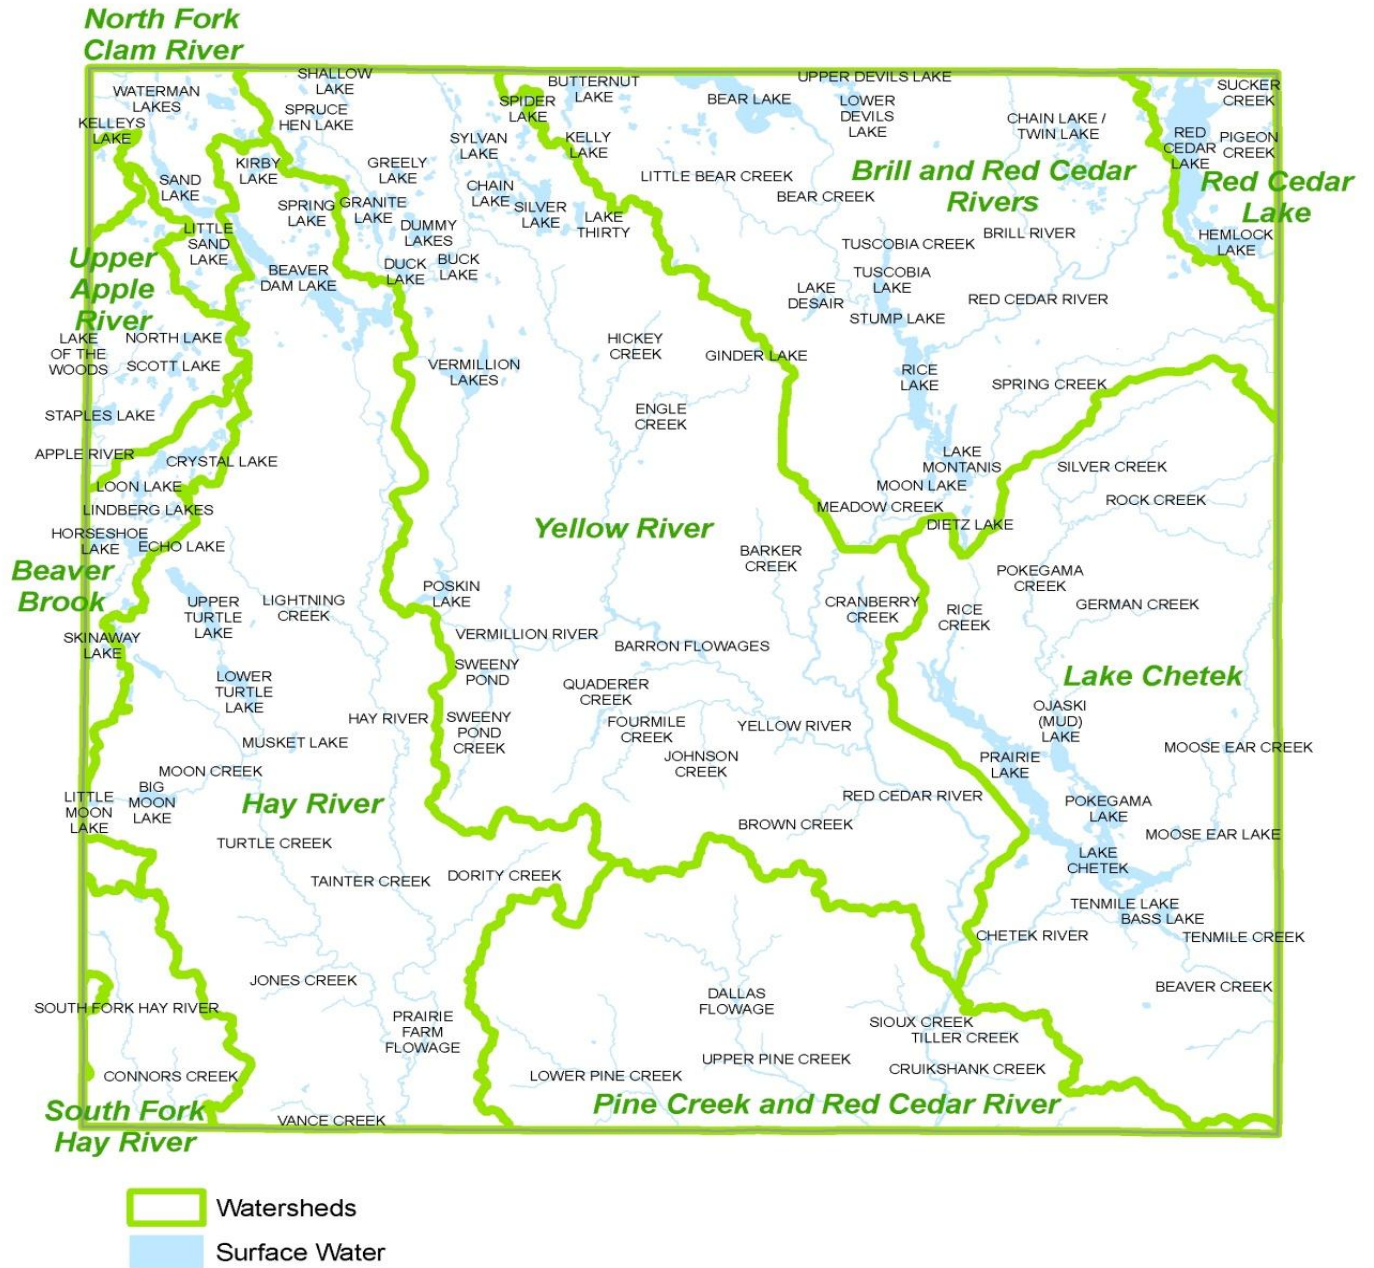 North Fork
Clam River
SHALLOW
LAKE
BUTTERNUT
LAKE
UPPER DEVILS LAKE
SUCKER
CREEK
WATERMAN
LAKES
SPRUCE
HEN LAKE
SPIDER
LAKE
BEAR LAKE
LOWER
DEVILS
LAKE
CHAIN LAKE /
TWIN LAKE
KELLEYS
LAKE
SYLVAN
LAKE
KELLY
LAKE
RED
CEDAR
LAKE
PIGEON
CREEK
KIRBY
LAKE
GREELY
LAKE
LITTLE BEAR CREEK
Brill and Red Cedar
Rivers
Red Cedar
Lake
SAND
LAKE
CHAIN
LAKE
BEAR CREEK
SPRING
LAKE
GRANITE
LAKE
SILVER
LAKE
LAKE
THIRTY
LITTLE
SAND
LAKE
DUMMY
LAKES
BRILL RIVER
HEMLOCK
LAKE
TUSCOBIA CREEK
Upper
Apple
River
BEAVER
DAM LAKE
DUCK
LAKE
BUCK
LAKE
TUSCOBIA
LAKE
LAKE
DESAIR
RED CEDAR RIVER
STUMP LAKE
LAKE
OF THE
WOODS
NORTH LAKE
HICKEY
CREEK
GINDER LAKE
SCOTT LAKE
VERMILLION
LAKES
RICE
LAKE
SPRING CREEK
STAPLES LAKE
ENGLE
CREEK
APPLE RIVER
CRYSTAL LAKE
LAKE
MONTANIS
SILVER CREEK
LOON LAKE
MOON LAKE
ROCK CREEK
LINDBERG LAKES
MEADOW CREEK
Yellow River
DIETZ LAKE
HORSESHOE
LAKE
ECHO LAKE
BARKER
CREEK
Beaver
Brook
POKEGAMA
CREEK
UPPER
TURTLE
LAKE
LIGHTNING
CREEK
POSKIN
LAKE
CRANBERRY
CREEK
RICE
CREEK
GERMAN CREEK
SKINAWAY
LAKE
VERMILLION RIVER
BARRON FLOWAGES
SWEENY
POND
Lake Chetek
LOWER
TURTLE
LAKE
QUADERER
CREEK
OJASKI
(MUD)
LAKE
HAY RIVER
SWEENY
POND
CREEK
FOURMILE
CREEK
YELLOW RIVER
MUSKET LAKE
MOOSE EAR CREEK
JOHNSON
CREEK
PRAIRIE
LAKE
MOON CREEK
BIG
MOON
LAKE
LITTLE
MOON
LAKE
Hay River
RED CEDAR RIVER
POKEGAMA
LAKE
BROWN CREEK
MOOSE EAR LAKE
TURTLE CREEK
LAKE
CHETEK
TAINTER CREEK
DORITY CREEK
TENMILE LAKE
BASS LAKE
CHETEK RIVER
TENMILE CREEK
JONES CREEK
BEAVER CREEK
SOUTH FORK HAY RIVER
DALLAS
FLOWAGE
PRAIRIE
FARM
FLOWAGE
SIOUX CREEK
TILLER CREEK
UPPER PINE CREEK
CRUIKSHANK CREEK
CONNORS CREEK
LOWER PINE CREEK
South Fork
Hay River
VANCE CREEK
Pine Creek and Red Cedar River
Watersheds
Surface Water